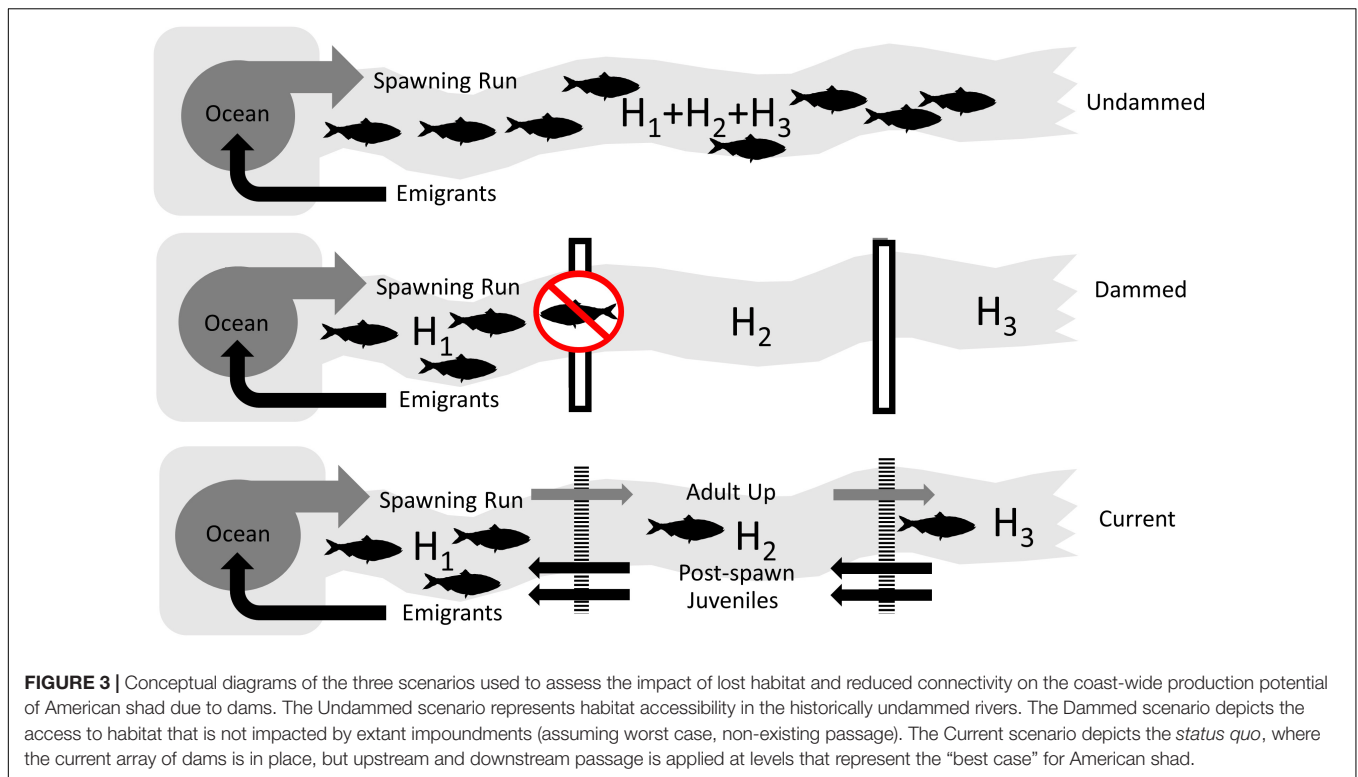 Spawning Run
Ocean
H₁+H₂+H₃
Undammed
Emigrants
Spawning Run
Ocean
H₁
H₂
H₃
Dammed
Emigrants
Spawning Run
Adult Up
Ocean
H₁
H₂
H₃
Current
Post-spawn
Juveniles
Emigrants
FIGURE 3 | Conceptual diagrams of the three scenarios used to assess the impact of lost habitat and reduced connectivity on the coast-wide production potential
of American shad due to dams. The Undammed scenario represents habitat accessibility in the historically undammed rivers. The Dammed scenario depicts the
access to habitat that is not impacted by extant impoundments (assuming worst case, non-existing passage). The Current scenario depicts the status quo, where
the current array of dams is in place, but upstream and downstream passage is applied at levels that represent the “best case” for American shad.